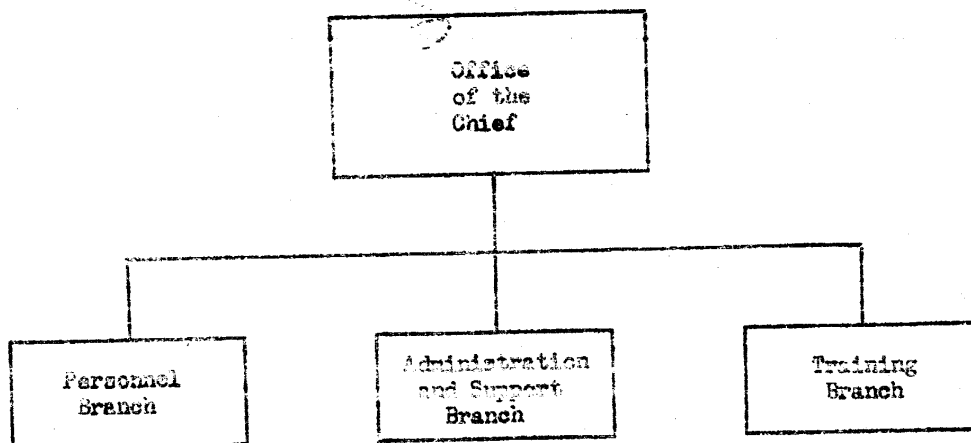 Office
of the
Chief
Personnel
Branch
Administration
and Support
Branch
Training
Branch